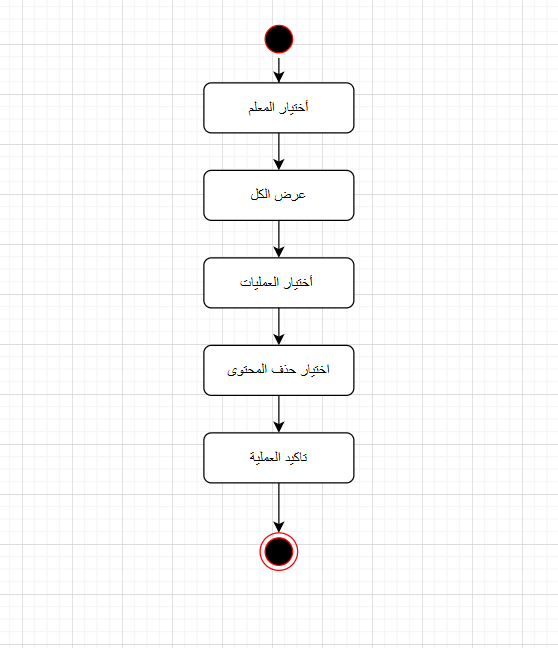 أختيار المعلم
عرض الكل
أختيار العمليات
اختيار حذف المحتوى
تاكيد العملية